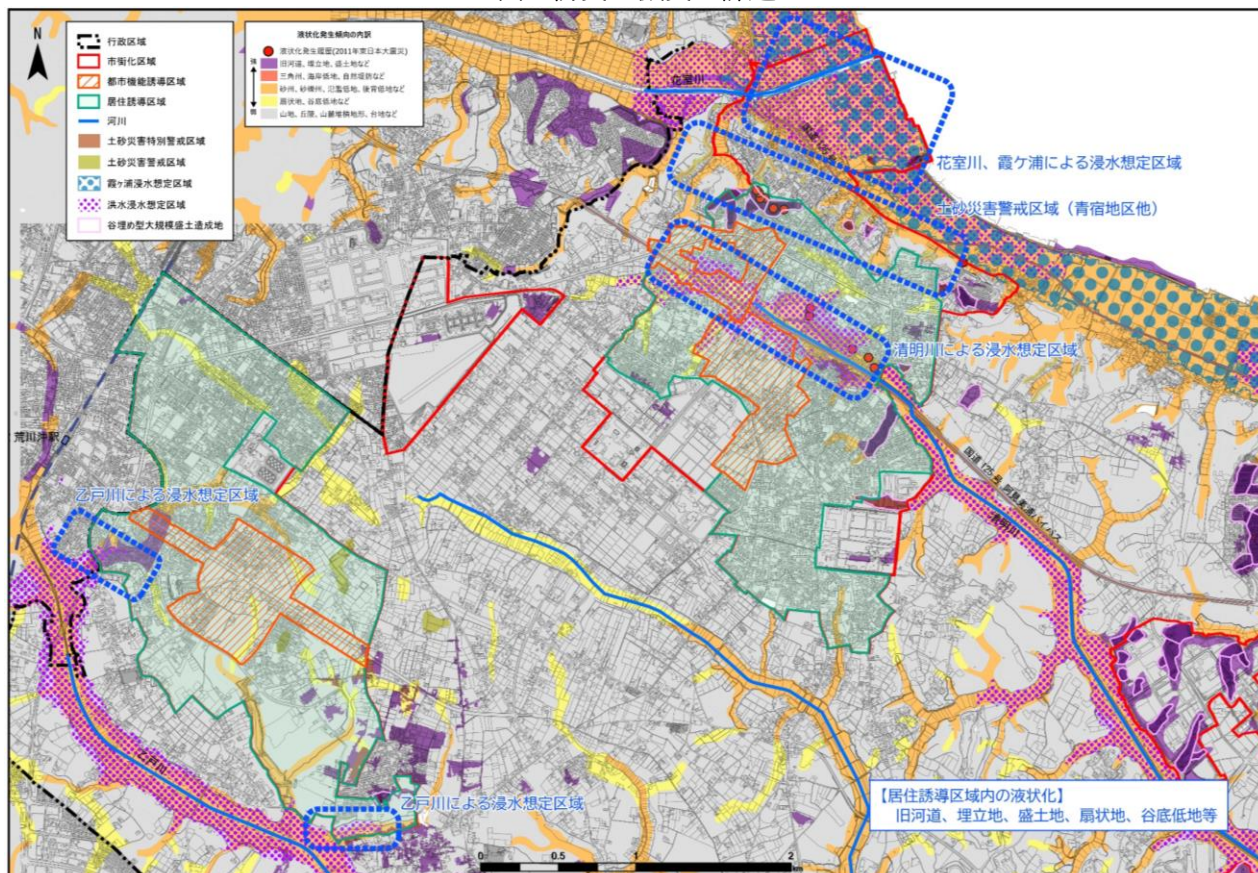 N
行政区域
市街化区域
都市機能誘導区域
居住誘導区域
河川
土砂災害特別警戒区域
土砂災害警戒区域
霞ヶ浦浸水想定区域
洪水浸水想定区域
谷埋め型大規模盛土造成地
液状化発生傾向の内訳
液状化発生履歴(2011年東日本大震災)
強
旧河道、埋立地、盛土地など
三角州、海岸低地、自然堤防など
砂州、砂礫州、氾濫低地、後背低地など
扇状地、谷底低地など
弱
山地、丘陵、山麓堆積地形、台地など
花室川
花室川、霞ケ浦による浸水想定区域
土砂災害警戒区域（青宿地区他）
清明川による浸水想定区域
荒川沖駅
乙戸川による浸水想定区域
乙戸川
乙戸川による浸水想定区域
【居住誘導区域内の液状化】
旧河道、埋立地、盛土地、扇状地、谷底低地等
0
0.5
1
2
km